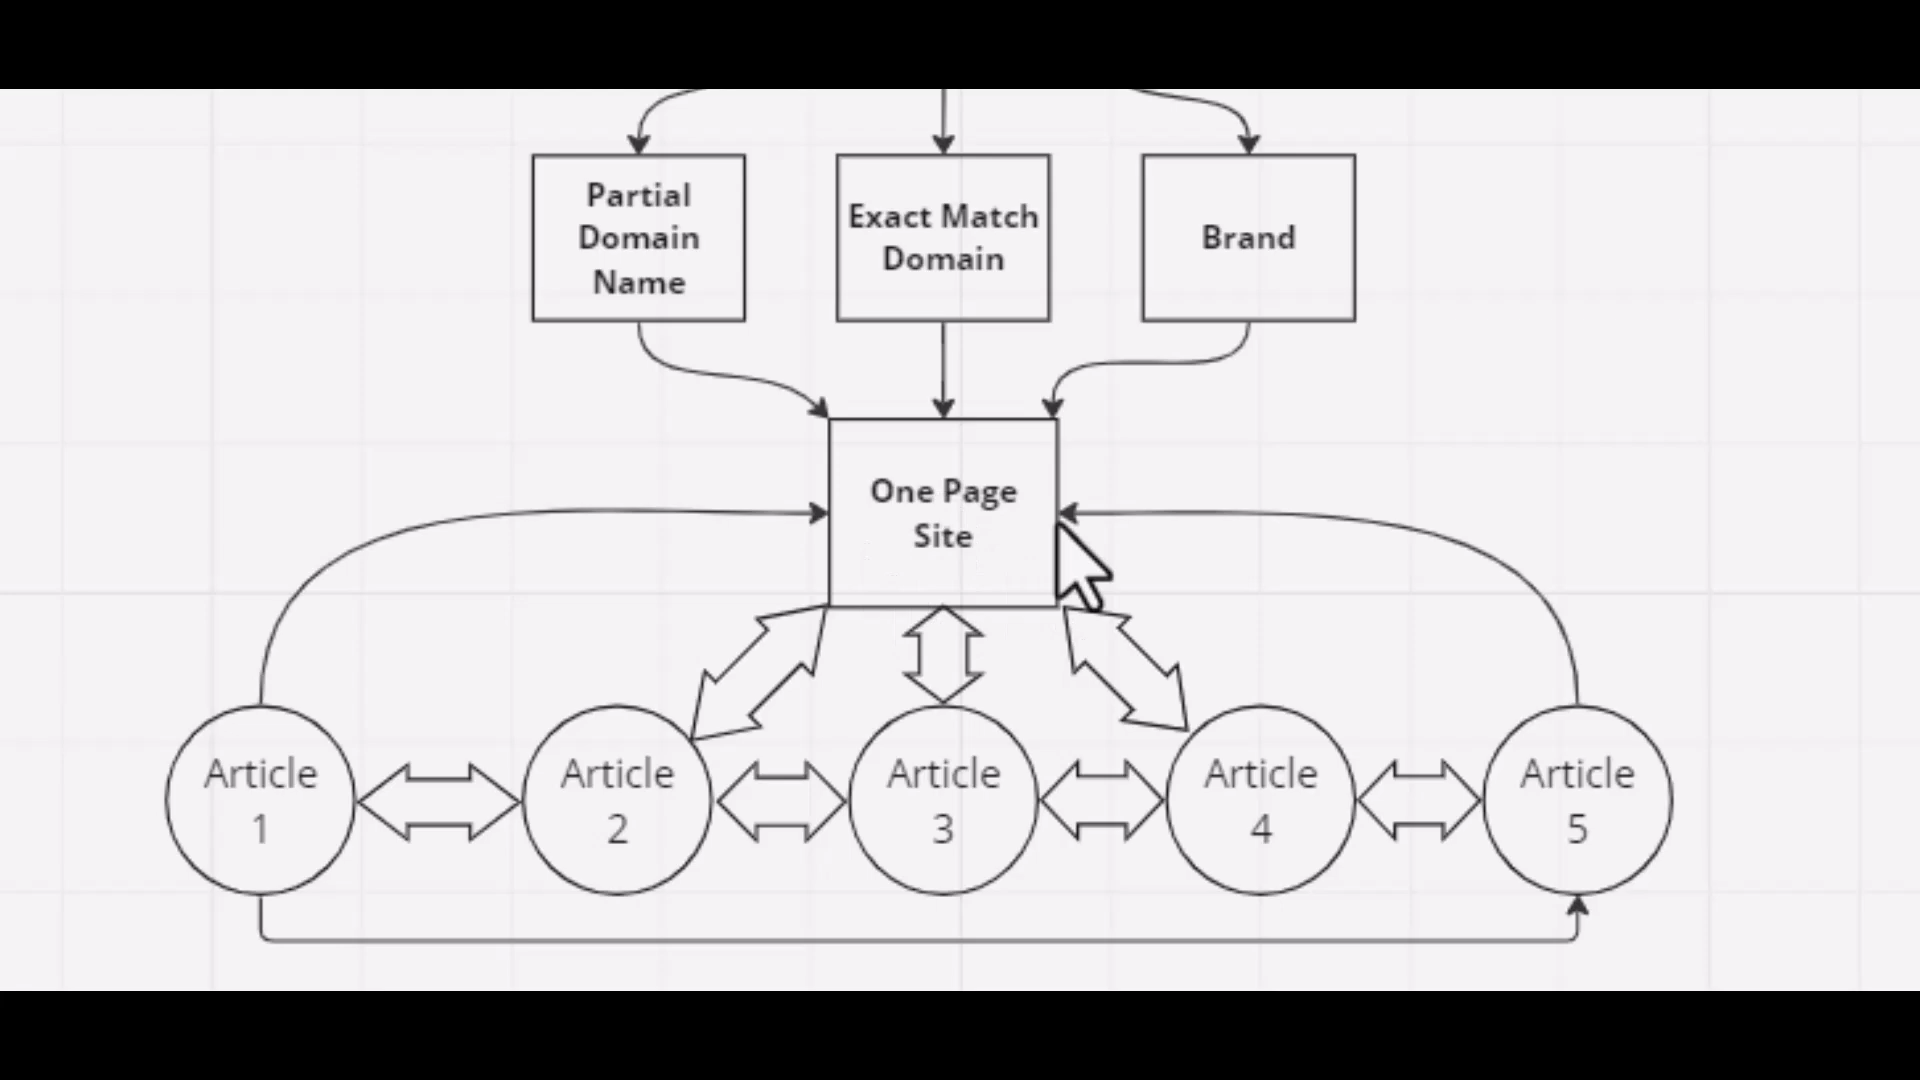 Partial
Domain
Name
Exact Match
Domain
Brand
One Page
Site
Article
1
Article
2
Article
3
Article
4
Article
5